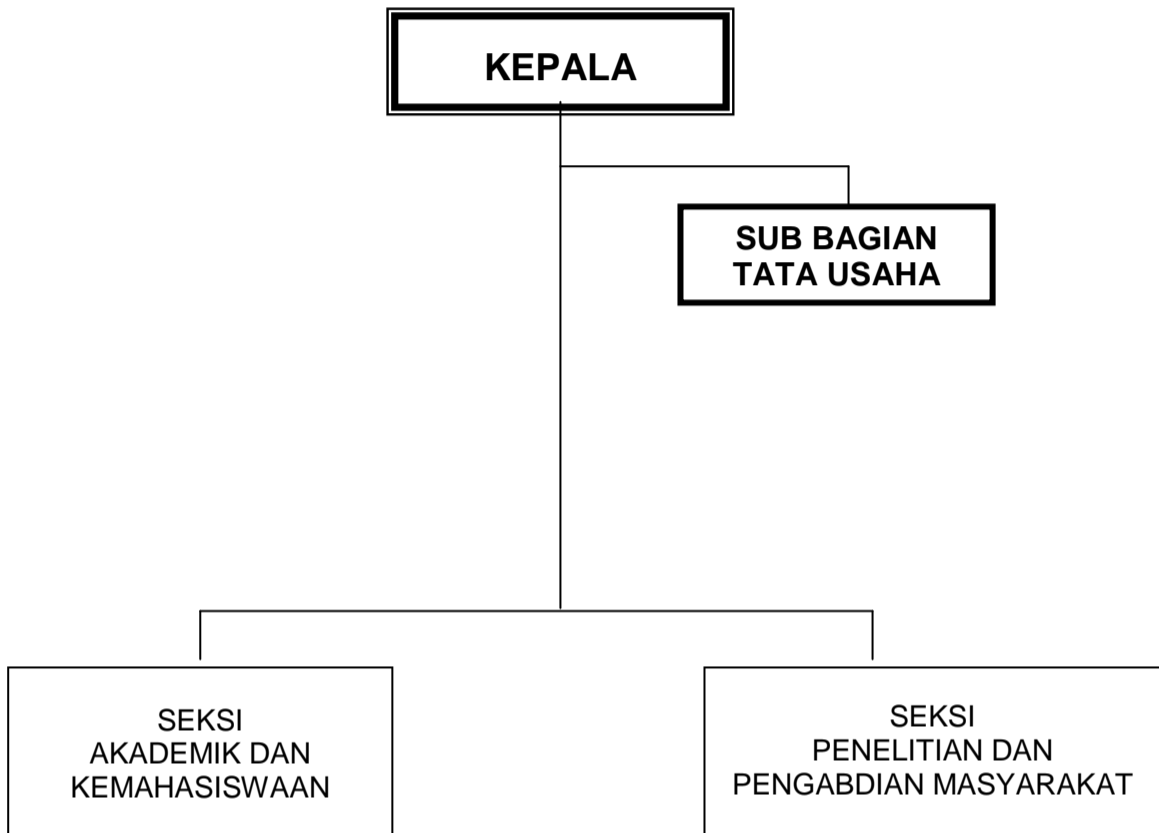 KEPALA
SUB BAGIAN
TATA USAHA
SEKSI
AKADEMIK DAN
KEMAHASISWAAN
SEKSI
PENELITIAN DAN
PENGABDIAN MASYARAKAT